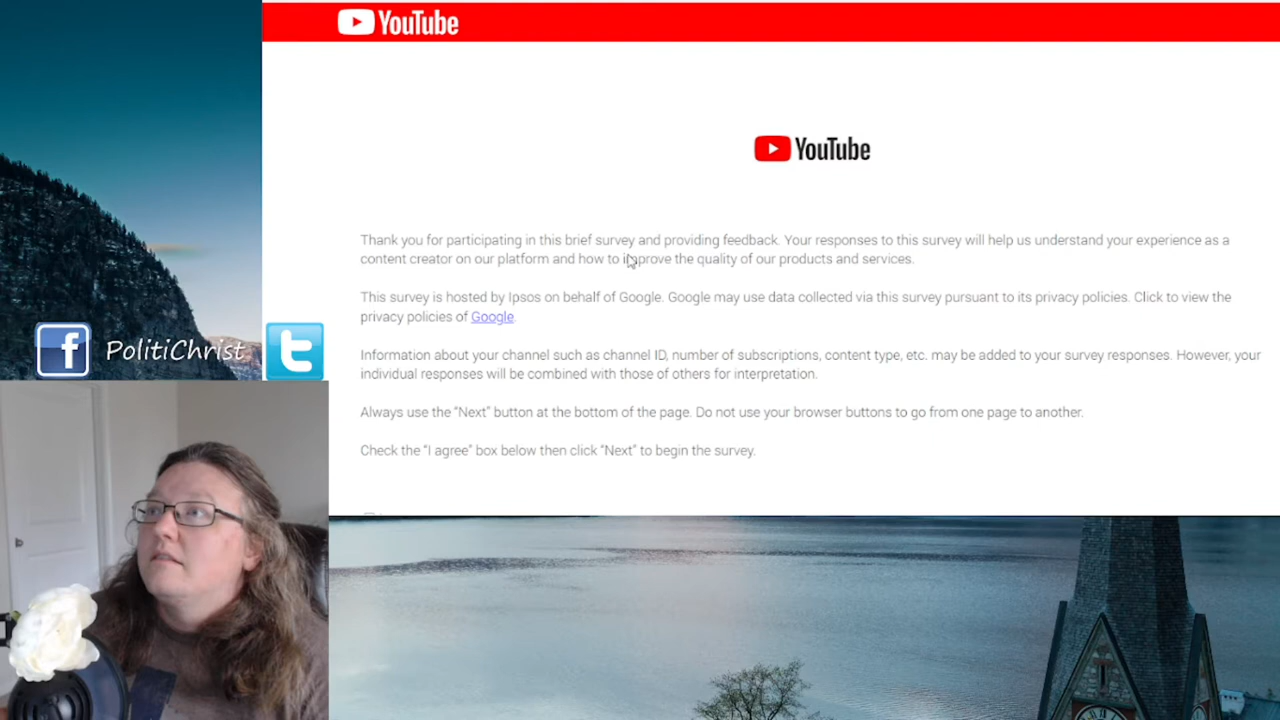 YouTube
YouTube
Thank you for participating in this brief survey and providing feedback. Your responses to this survey will help us understand your experience as a
content creator on our platform and how to improve the quality of our products and services.
This survey is hosted by Ipsos on behalf of Google. Google may use data collected via this survey pursuant to its privacy policies. Click to view the
privacy policies of Google.
Information about your channel such as channel ID, number of subscriptions, content type, etc. may be added to your survey responses. However, your
individual responses will be combined with those of others for interpretation.
Always use the “Next” button at the bottom of the page. Do not use your browser buttons to go from one page to another.
Check the “I agree” box below then click “Next” to begin the survey.
f PolitiChrist t